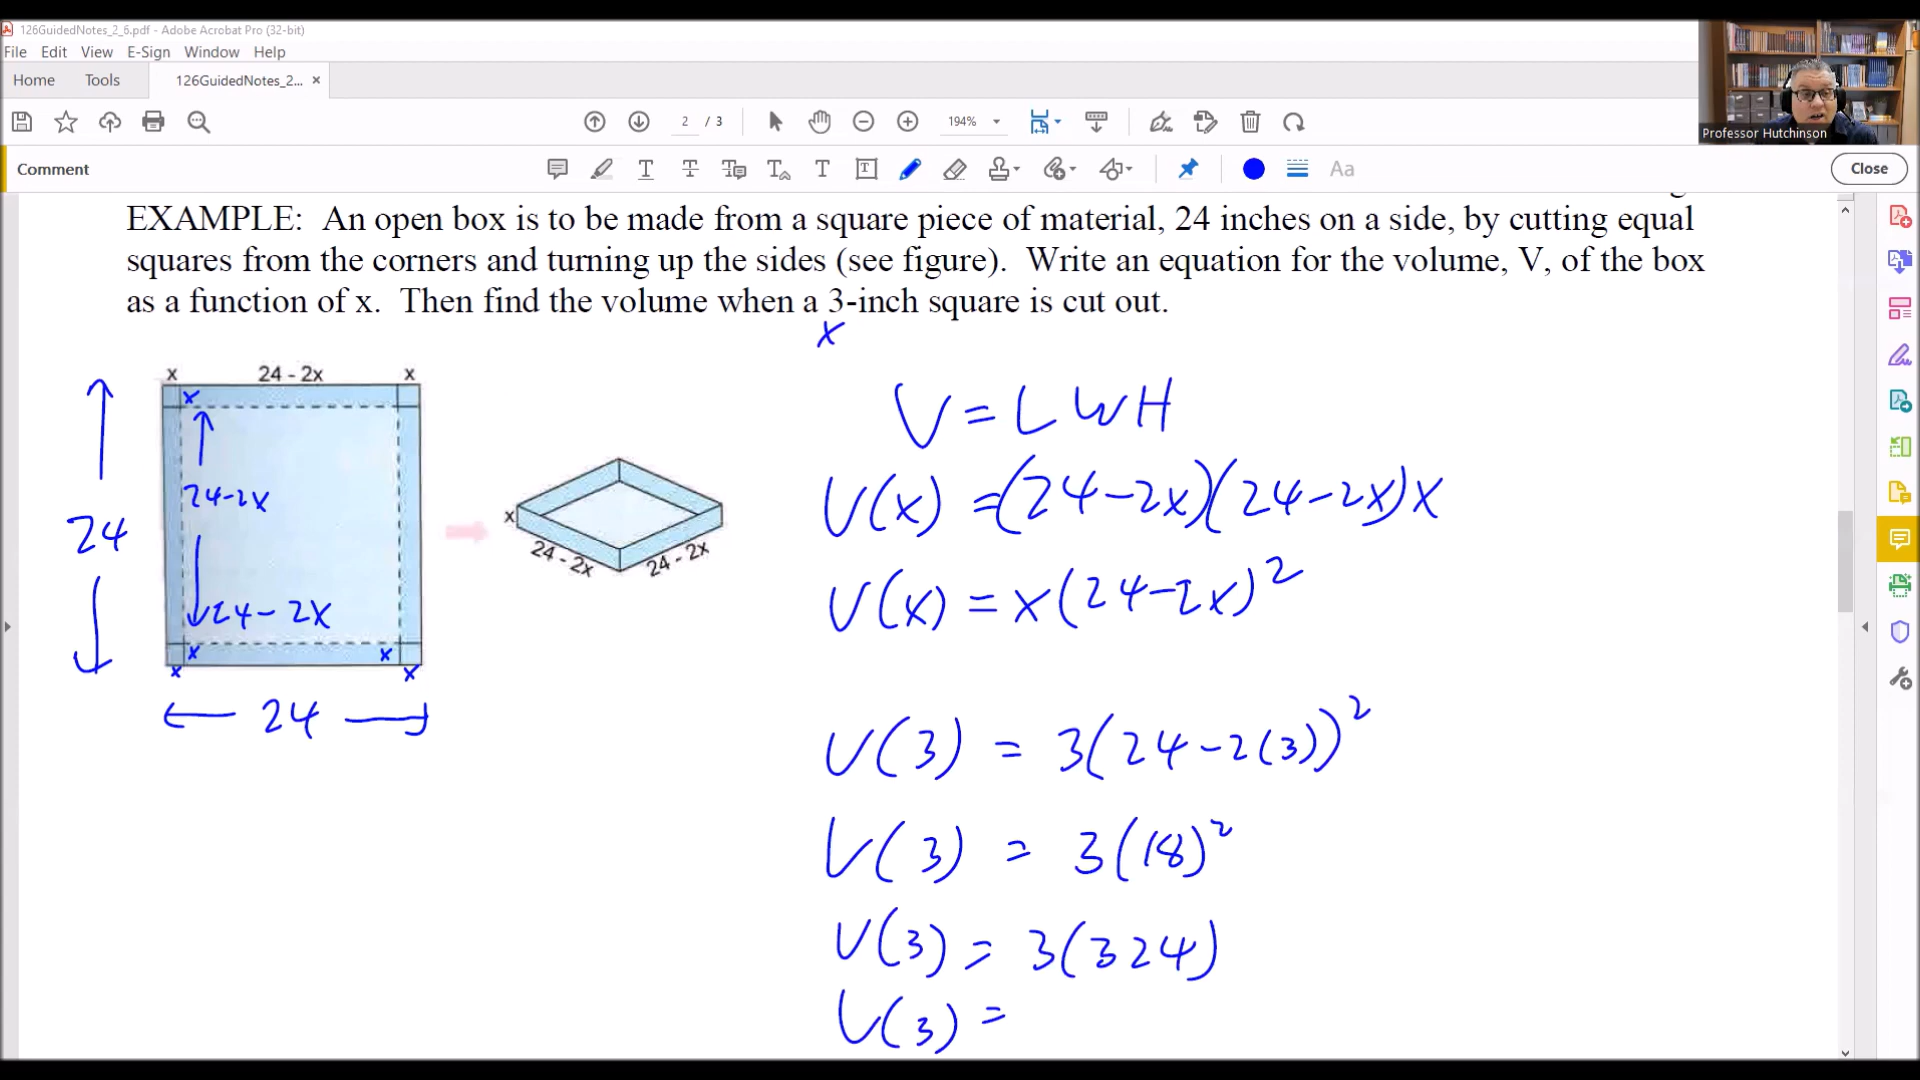 126GuidedNotes_2_6.pdf - Adobe Acrobat Pro (32-bit)
File Edit View E-Sign Window Help
Home Tools 126GuidedNotes_2... ×
2 / 3 194%
Professor Hutchinson
Comment
Aa
Close
EXAMPLE: An open box is to be made from a square piece of material, 24 inches on a side, by cutting equal
squares from the corners and turning up the sides (see figure). Write an equation for the volume, V, of the box
as a function of x. Then find the volume when a 3-inch square is cut out.
x
x 24 - 2x x
x
24-2x
24
24-2x
x x
x x
24
x
24 - 2x 24 - 2x
V = L W H
V(x) = (24-2x)(24-2x)x
V(x) = x(24-2x)²
V(3) = 3(24-2(3))²
V(3) = 3(18)²
V(3) = 3(324)
V(3) =